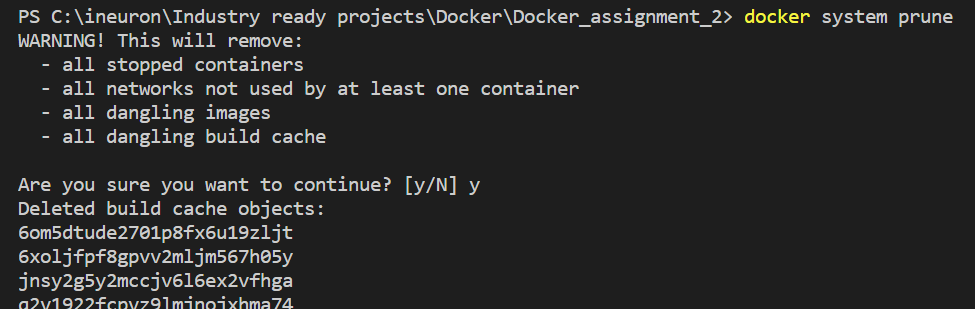 PS C:\ineuron\Industry ready projects\Docker\Docker_assignment_2> docker system prune
WARNING! This will remove:
  - all stopped containers
  - all networks not used by at least one container
  - all dangling images
  - all dangling build cache

Are you sure you want to continue? [y/N] y
Deleted build cache objects:
6om5dtude2701p8fx6u19zljt
6xoljfpf8gpvv2mljm567h05y
jnsy2g5y2mccjv6l6ex2vfhga